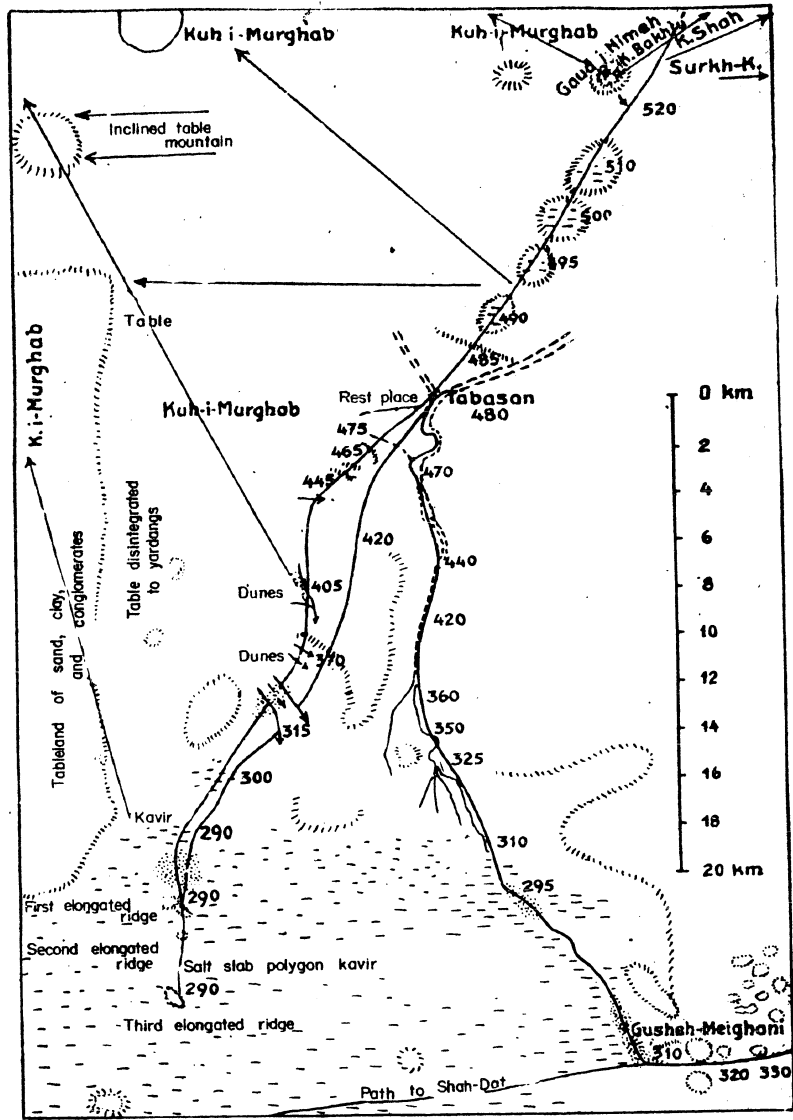 Kuh i-Murghab
Kuh-i-Murghab
Gaud i Nimeh
K. Bakhtu
K. Shah
Surkh-K.
520
Inclined table
mountain
510
500
495
490
485
Table
K.i-Murghab
Rest place
Tabasan
480
0 km
Kuh-i-Murghab
475
465
445
470
2
4
6
8
10
12
14
16
18
20 km
420
440
405
Dunes
420
Dunes
370
360
350
325
315
300
310
295
Table disintegrated
to yardangs
Tableland of sand, clay,
and conglomerates
Kavir
290
290
First elongated
ridge
Second elongated
ridge
Salt slab polygon kavir
290
Third elongated ridge
Gusheh-Meighani
310
320 330
Path to Shah-Dat